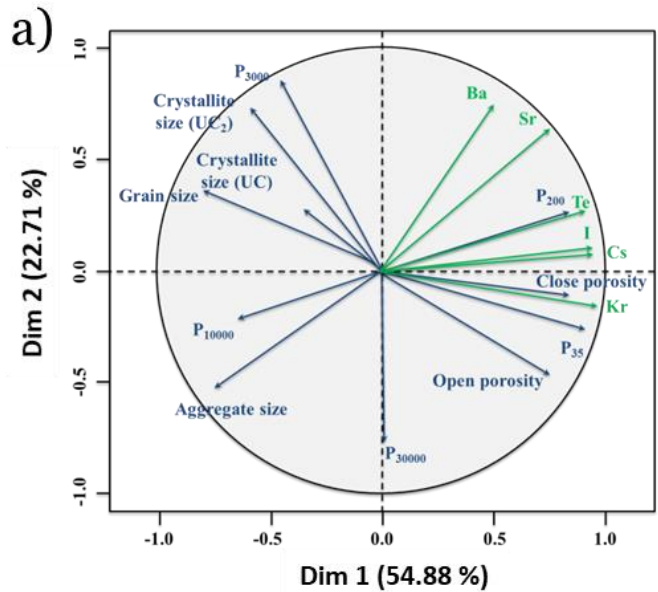 a)
1.0
P3000
Ba
Crystallite
size (UC2)
Sr
0.5
Crystallite
size (UC)
Grain size
P200
Te
I
Cs
0.0
Close porosity
Kr
P10000
P35
Open porosity
-0.5
Aggregate size
P30000
-1.0
Dim 2 (22.71 %)
-1.0 -0.5 0.0 0.5 1.0
Dim 1 (54.88 %)